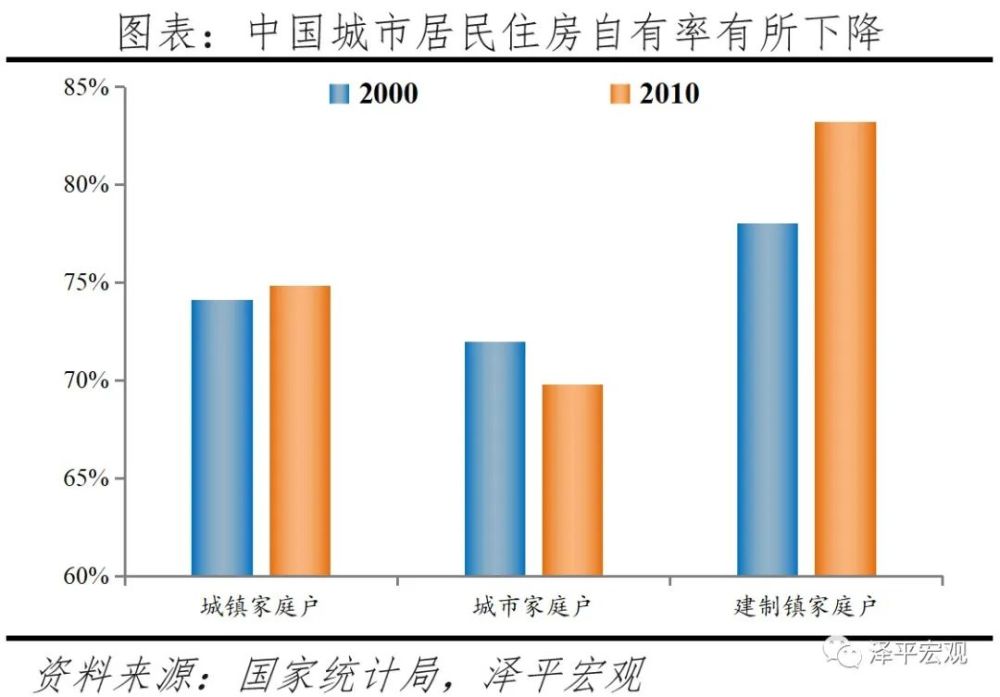 图表：中国城市居民住房自有率有所下降
2000 2010
85%
80%
75%
70%
65%
60%
城镇家庭户 城市家庭户 建制镇家庭户
泽平宏观
资料来源：国家统计局，泽平宏观